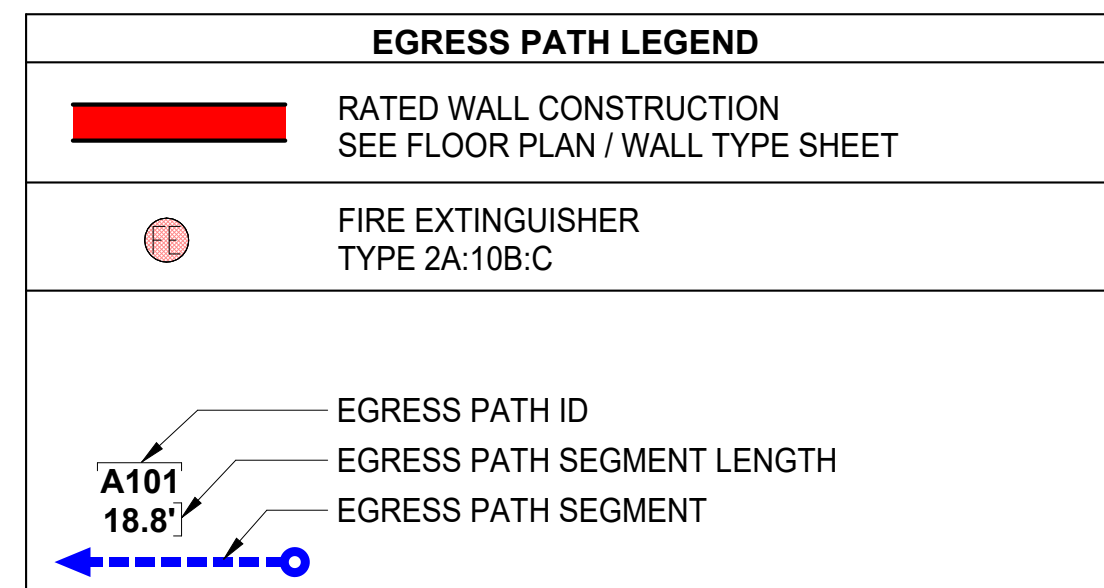 EGRESS PATH LEGEND
RATED WALL CONSTRUCTION
SEE FLOOR PLAN / WALL TYPE SHEET
FE
FIRE EXTINGUISHER
TYPE 2A:10B:C
EGRESS PATH ID
EGRESS PATH SEGMENT LENGTH
A101
18.8'
EGRESS PATH SEGMENT